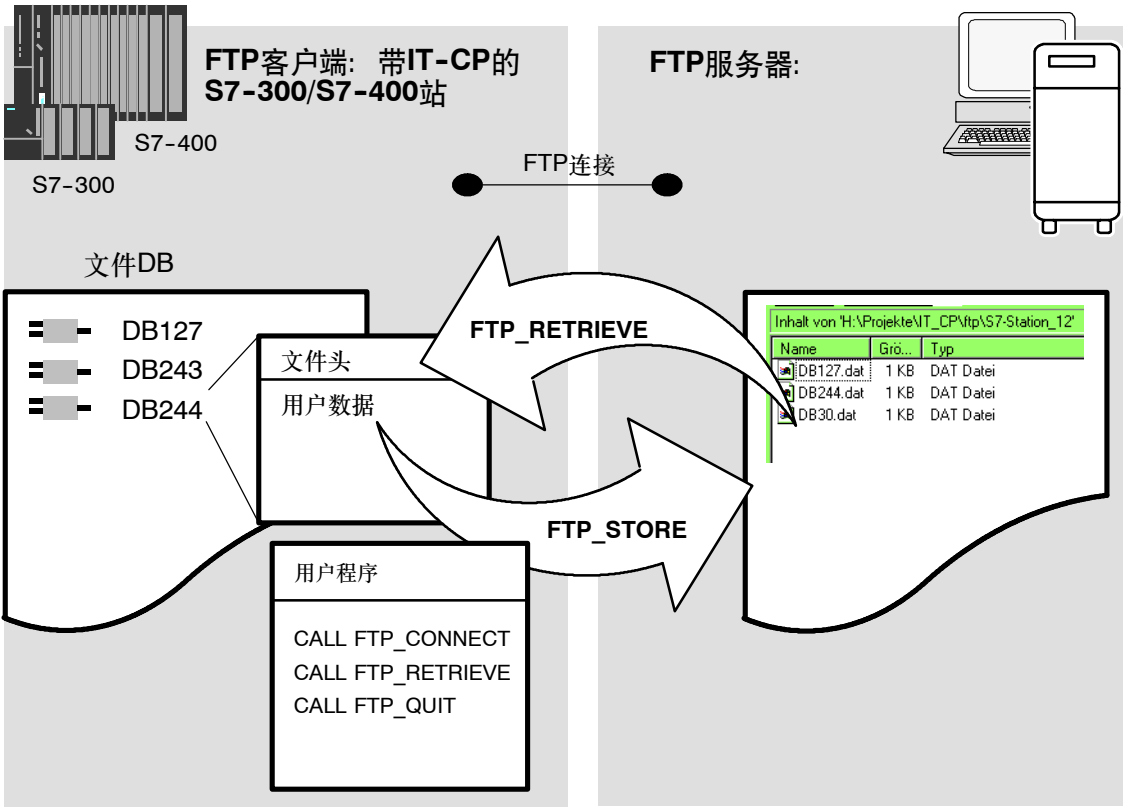 FTP客户端: 带IT-CP的
S7-300/S7-400站
S7-400
S7-300
FTP服务器:
FTP连接
文件DB
DB127
DB243
DB244
文件头
用户数据
FTP_RETRIEVE
FTP_STORE
Inhalt von 'H:\Projekte\IT_CP\ftp\S7-Station_12'
Name Grö... Typ
DB127.dat 1 KB DAT Datei
DB244.dat 1 KB DAT Datei
DB30.dat 1 KB DAT Datei
用户程序
CALL FTP_CONNECT
CALL FTP_RETRIEVE
CALL FTP_QUIT